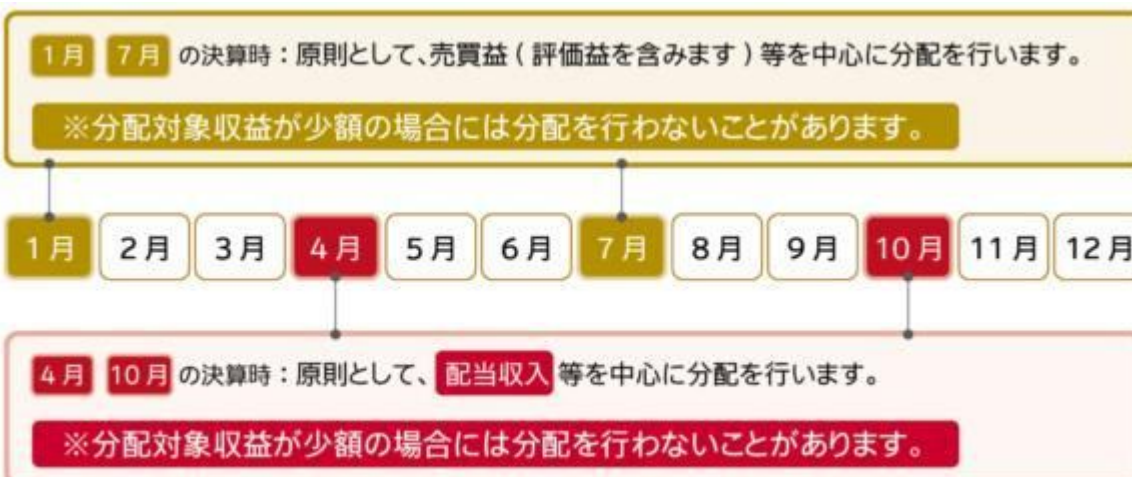 1月 7月 の決算時：原則として、売買益(評価益を含みます)等を中心に分配を行います。
※分配対象収益が少額の場合には分配を行わないことがあります。
1月 2月 3月 4月 5月 6月 7月 8月 9月 10月 11月 12月
4月 10月 の決算時：原則として、配当収入等を中心に分配を行います。
※分配対象収益が少額の場合には分配を行わないことがあります。